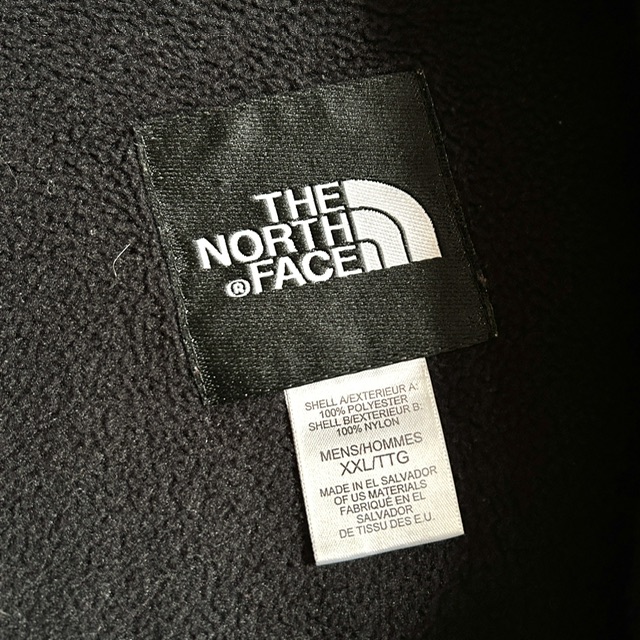 THE
NORTH
®FACE
SHELL A/EXTERIEUR A:
100% POLYESTER
SHELL B/EXTERIEUR B:
100% NYLON
MENS/HOMMES
XXL/TTG
MADE IN EL SALVADOR
OF US MATERIALS
FABRIQUÉ EN EL
SALVADOR
DE TISSU DES E.U.